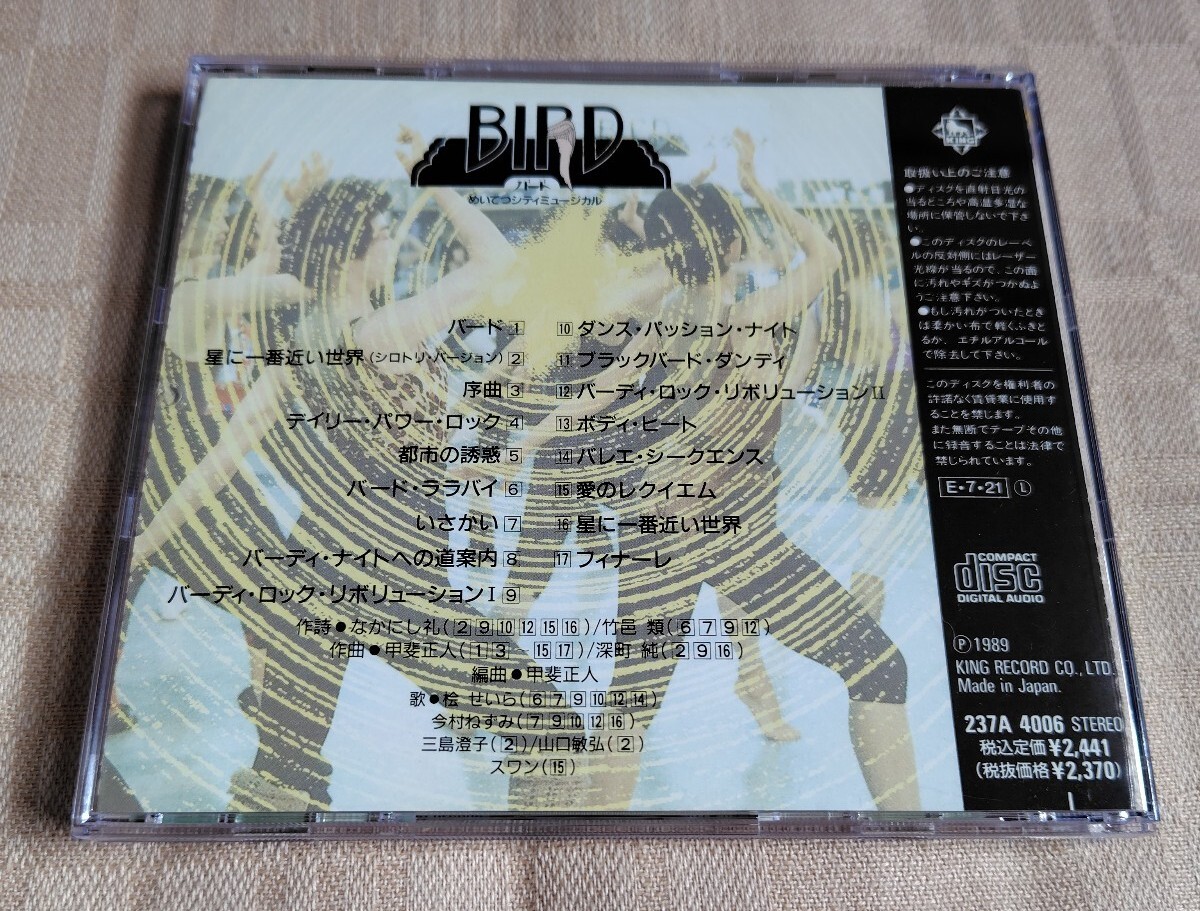 BIRD
バード
めいてつシティミュージカル
バード 1
星に一番近い世界(シロトリ・バージョン) 2
序曲 3
デイリー・パワー・ロック 4
都市の誘惑 5
バード・ララバイ 6
いさかい 7
バーディ・ナイトへの道案内 8
バーディ・ロック・リボリューションⅠ 9
10 ダンス・パッション・ナイト
11 ブラックバード・ダンディ
12 バーディ・ロック・リボリューションⅡ
13 ボディ・ヒート
14 バレエ・シークエンス
15 愛のレクイエム
16 星に一番近い世界
17 フィナーレ
作詩●なかにし礼(2 9 10 12 15 16)/竹邑 類(6 7 9 12)
作曲●甲斐正人(1 3 — 15 17)/深町 純(2 9 16)
編曲●甲斐正人
歌●桧 せいら(6 7 9 10 12 14)
今村ねずみ(7 9 10 12 16)
三島澄子(2)/山口敏弘(2)
スワン(15)
KING
取扱い上のご注意
●ディスクを直射日光の
当るところや高温多湿な
場所に保管しないで下さ
い。
●このディスクのレーベ
ルの反対側にはレーザー
光線が当るので、この面
に汚れやキズがつかぬよ
うご注意下さい。
●もし汚れがついたとき
は柔かい布で軽くふきと
るか、エチルアルコール
で除去して下さい。
このディスクを権利者の
許諾なく賃貸業に使用す
ることを禁じます。
また無断でテープその他
に録音することは法律で
禁じられています。
E・7・21 Ⓛ
COMPACT
disc
DIGITAL AUDIO
Ⓟ1989
KING RECORD CO., LTD.
Made in Japan.
237A 4006 STEREO
税込定価¥2,441
(税抜価格¥2,370)